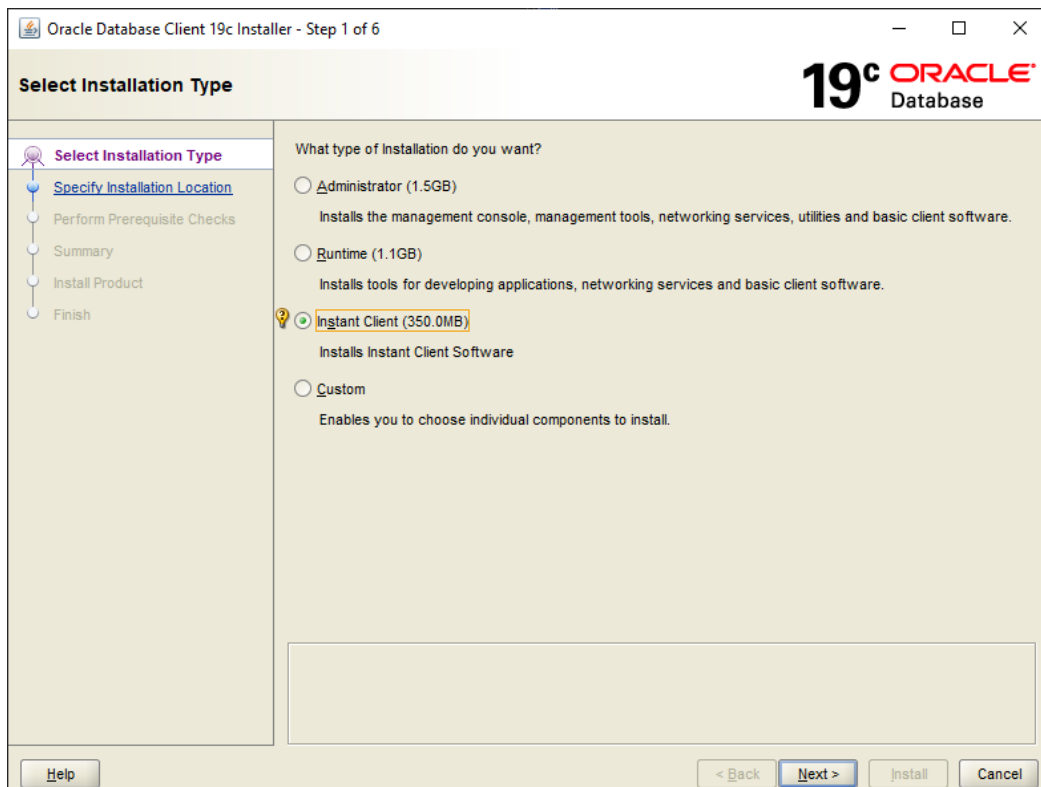 Oracle Database Client 19c Installer - Step 1 of 6
Select Installation Type
19c ORACLE
Database
Select Installation Type
Specify Installation Location
Perform Prerequisite Checks
Summary
Install Product
Finish
What type of Installation do you want?
Administrator (1.5GB)
Installs the management console, management tools, networking services, utilities and basic client software.
Runtime (1.1GB)
Installs tools for developing applications, networking services and basic client software.
Instant Client (350.0MB)
Installs Instant Client Software
Custom
Enables you to choose individual components to install.
Help
< Back
Next >
Install
Cancel